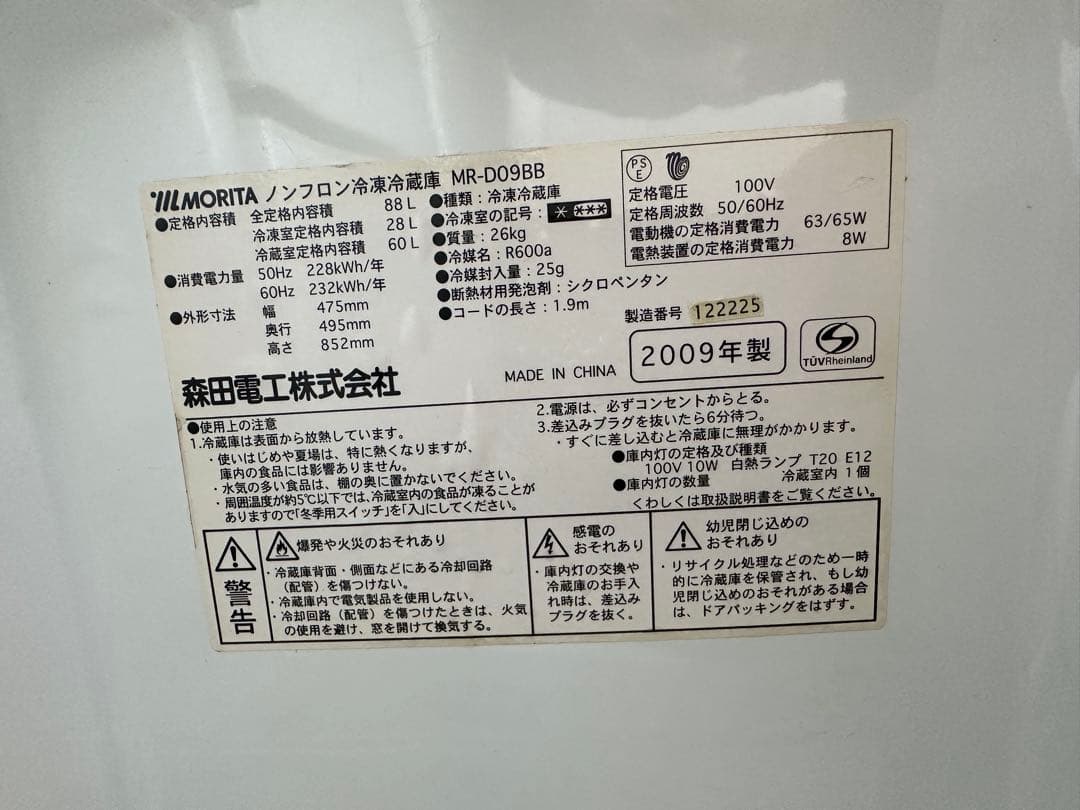 MORITA ノンフロン冷凍冷蔵庫 MR-D09BB
●定格内容積 全定格内容積 88L
冷凍室定格内容積 28L
冷蔵室定格内容積 60L
●消費電力量 50Hz 228kWh/年
60Hz 232kWh/年
●外形寸法 幅 475mm
奥行 495mm
高さ 852mm
●種類：冷凍冷蔵庫
●冷凍室の記号：* ***
●質量：26kg
●冷媒名：R600a
●冷媒封入量：25g
●断熱材用発泡剤：シクロペンタン
●コードの長さ：1.9m
PSE
定格電圧 100V
定格周波数 50/60Hz
電動機の定格消費電力 63/65W
電熱装置の定格消費電力 8W
製造番号 122225
森田電工株式会社
MADE IN CHINA
2009年製
TÜVRheinland
●使用上の注意
1.冷蔵庫は表面から放熱しています。
・使いはじめや夏場は、特に熱くなりますが、
庫内の食品には影響ありません。
・水気の多い食品は、棚の奥に置かないでください。
・周囲温度が約5℃以下では、冷蔵室内の食品が凍ることが
ありますので「冬季用スイッチ」を「入」にしてください。
2.電源は、必ずコンセントからとる。
3.差込みプラグを抜いたら6分待つ。
・すぐに差し込むと冷蔵庫に無理がかかります。
●庫内灯の定格及び種類
100V 10W 白熱ランプ T20 E12
●庫内灯の数量 冷蔵室内 1個
くわしくは取扱説明書をご覧ください。
警告
爆発や火災のおそれあり
・冷蔵庫背面・側面などにある冷却回路
（配管）を傷つけない。
・冷蔵庫内で電気製品を使用しない。
・冷却回路（配管）を傷つけたときは、火気
の使用を避け、窓を開けて換気する。
感電の
おそれあり
・庫内灯の交換や
冷蔵庫のお手入
れ時は、差込み
プラグを抜く。
幼児閉じ込めの
おそれあり
・リサイクル処理などのため一時
的に冷蔵庫を保管され、もし幼
児閉じ込めのおそれがある場合
は、ドアパッキングをはずす。